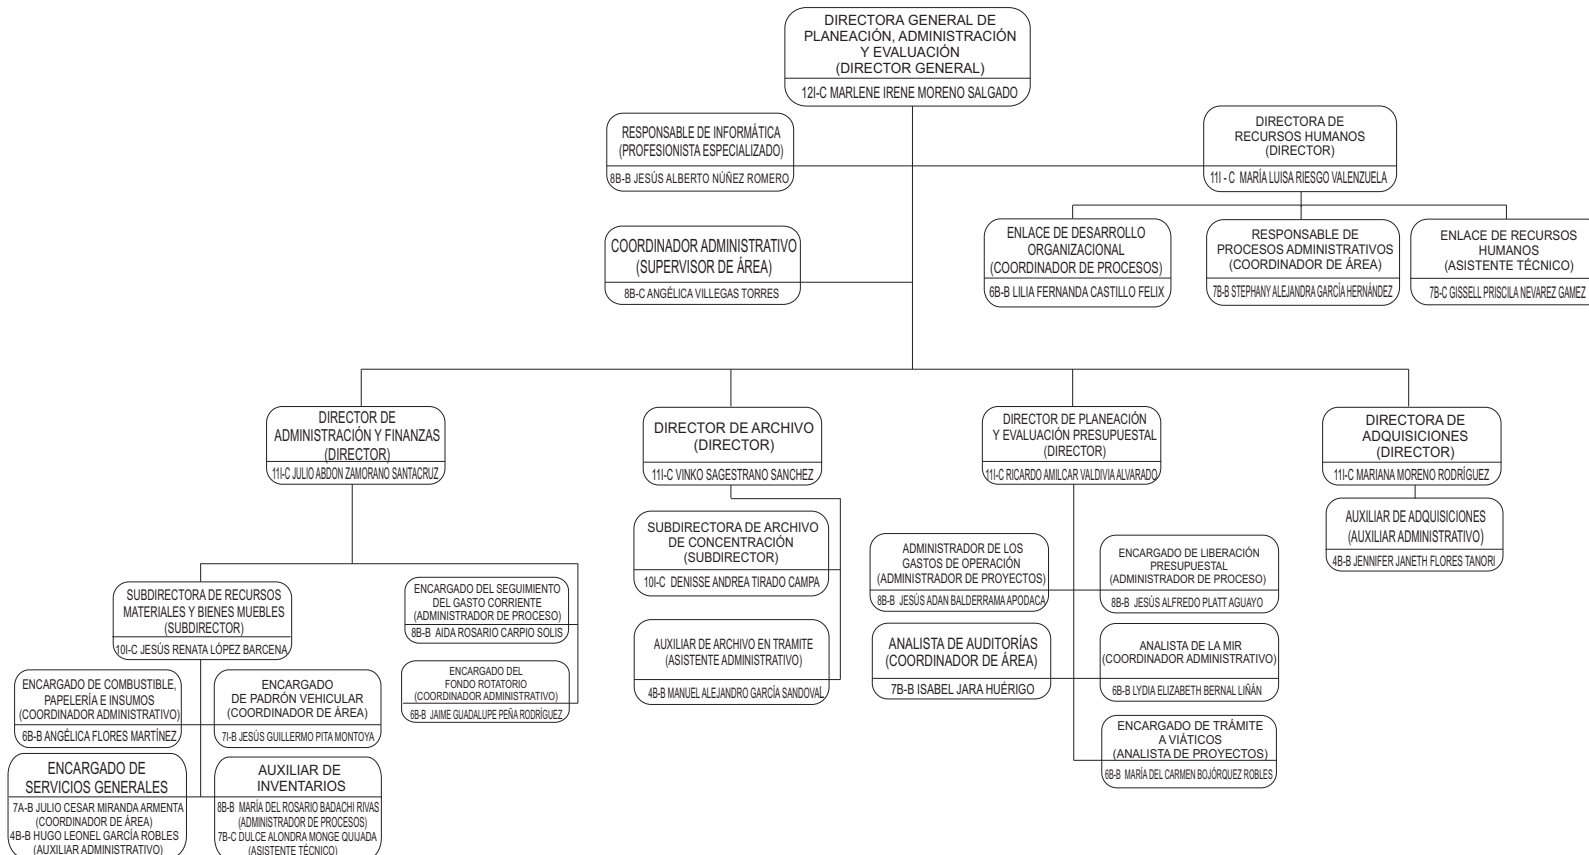 DIRECTORA GENERAL DE
PLANEACIÓN, ADMINISTRACIÓN
Y EVALUACIÓN
(DIRECTOR GENERAL)
12I-C MARLENE IRENE MORENO SALGADO
RESPONSABLE DE INFORMÁTICA
(PROFESIONISTA ESPECIALIZADO)
8B-B JESÚS ALBERTO NÚÑEZ ROMERO
DIRECTORA DE
RECURSOS HUMANOS
(DIRECTOR)
11I - C MARÍA LUISA RIESGO VALENZUELA
COORDINADOR ADMINISTRATIVO
(SUPERVISOR DE ÁREA)
8B-C ANGÉLICA VILLEGAS TORRES
ENLACE DE DESARROLLO
ORGANIZACIONAL
(COORDINADOR DE PROCESOS)
6B-B LILIA FERNANDA CASTILLO FELIX
RESPONSABLE DE
PROCESOS ADMINISTRATIVOS
(COORDINADOR DE ÁREA)
7B-B STEPHANY ALEJANDRA GARCÍA HERNÁNDEZ
ENLACE DE RECURSOS
HUMANOS
(ASISTENTE TÉCNICO)
7B-C GISSELL PRISCILA NEVAREZ GAMEZ
DIRECTOR DE
ADMINISTRACIÓN Y FINANZAS
(DIRECTOR)
11I-C JULIO ABDON ZAMORANO SANTACRUZ
DIRECTOR DE ARCHIVO
(DIRECTOR)
11I-C VINKO SAGESTRANO SANCHEZ
DIRECTOR DE PLANEACIÓN
Y EVALUACIÓN PRESUPUESTAL
(DIRECTOR)
11I-C RICARDO AMILCAR VALDIVIA ALVARADO
DIRECTORA DE
ADQUISICIONES
(DIRECTOR)
11I-C MARIANA MORENO RODRÍGUEZ
SUBDIRECTORA DE ARCHIVO
DE CONCENTRACIÓN
(SUBDIRECTOR)
10I-C DENISSE ANDREA TIRADO CAMPA
ADMINISTRADOR DE LOS
GASTOS DE OPERACIÓN
(ADMINISTRADOR DE PROYECTOS)
8B-B JESÚS ADAN BALDERRAMA APODACA
ENCARGADO DE LIBERACIÓN
PRESUPUESTAL
(ADMINISTRADOR DE PROCESO)
8B-B JESÚS ALFREDO PLATT AGUAYO
AUXILIAR DE ADQUISICIONES
(AUXILIAR ADMINISTRATIVO)
4B-B JENNIFER JANETH FLORES TANORI
SUBDIRECTORA DE RECURSOS
MATERIALES Y BIENES MUEBLES
(SUBDIRECTOR)
10I-C JESÚS RENATA LÓPEZ BARCENA
ENCARGADO DEL SEGUIMIENTO
DEL GASTO CORRIENTE
(ADMINISTRADOR DE PROCESO)
8B-B AIDA ROSARIO CARPIO SOLIS
AUXILIAR DE ARCHIVO EN TRAMITE
(ASISTENTE ADMINISTRATIVO)
4B-B MANUEL ALEJANDRO GARCÍA SANDOVAL
ANALISTA DE AUDITORÍAS
(COORDINADOR DE ÁREA)
7B-B ISABEL JARA HUÉRIGO
ANALISTA DE LA MIR
(COORDINADOR ADMINISTRATIVO)
6B-B LYDIA ELIZABETH BERNAL LIÑÁN
ENCARGADO DE COMBUSTIBLE,
PAPELERÍA E INSUMOS
(COORDINADOR ADMINISTRATIVO)
6B-B ANGÉLICA FLORES MARTÍNEZ
ENCARGADO
DE PADRÓN VEHICULAR
(COORDINADOR DE ÁREA)
7I-B JESÚS GUILLERMO PITA MONTOYA
ENCARGADO DEL
FONDO ROTATORIO
(COORDINADOR ADMINISTRATIVO)
6B-B JAIME GUADALUPE PEÑA RODRÍGUEZ
ENCARGADO DE TRÁMITE
A VIÁTICOS
(ANALISTA DE PROYECTOS)
6B-B MARÍA DEL CARMEN BOJÓRQUEZ ROBLES
ENCARGADO DE
SERVICIOS GENERALES
7A-B JULIO CESAR MIRANDA ARMENTA
(COORDINADOR DE ÁREA)
4B-B HUGO LEONEL GARCÍA ROBLES
(AUXILIAR ADMINISTRATIVO)
AUXILIAR DE
INVENTARIOS
8B-B MARÍA DEL ROSARIO BADACHI RIVAS
(ADMINISTRADOR DE PROCESOS)
7B-C DULCE ALONDRA MONGE QUIJADA
(ASISTENTE TÉCNICO)